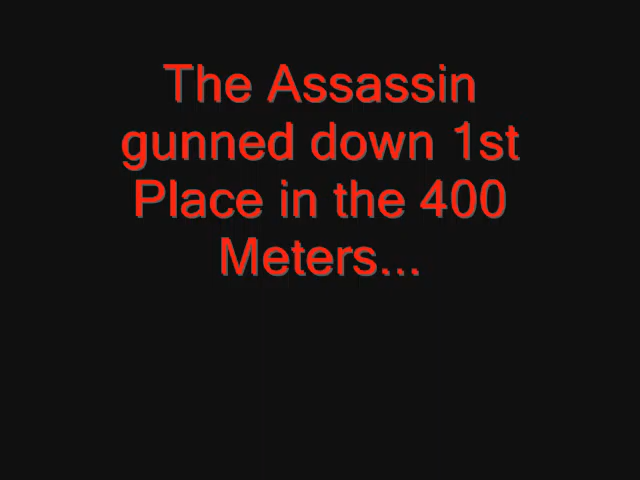 The Assassin
gunned down 1st
Place in the 400
Meters...